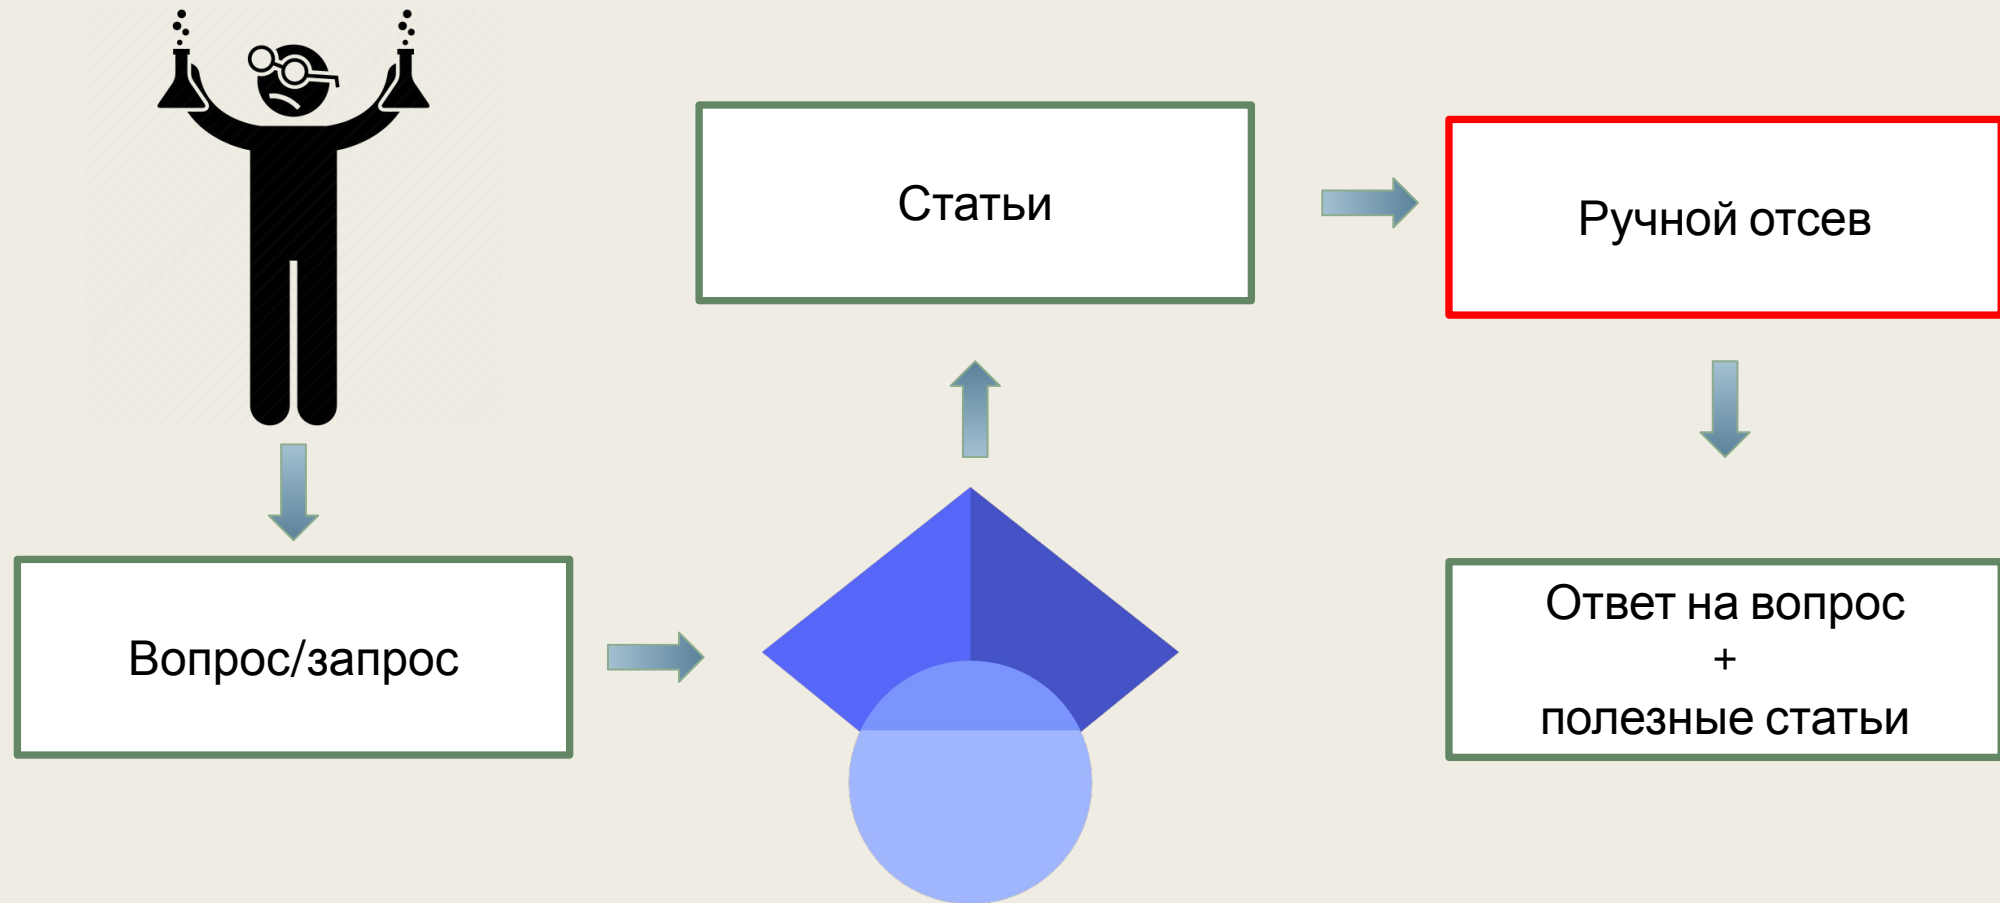 Статьи
Ручной отсев
Вопрос/запрос
Ответ на вопрос
+
полезные статьи